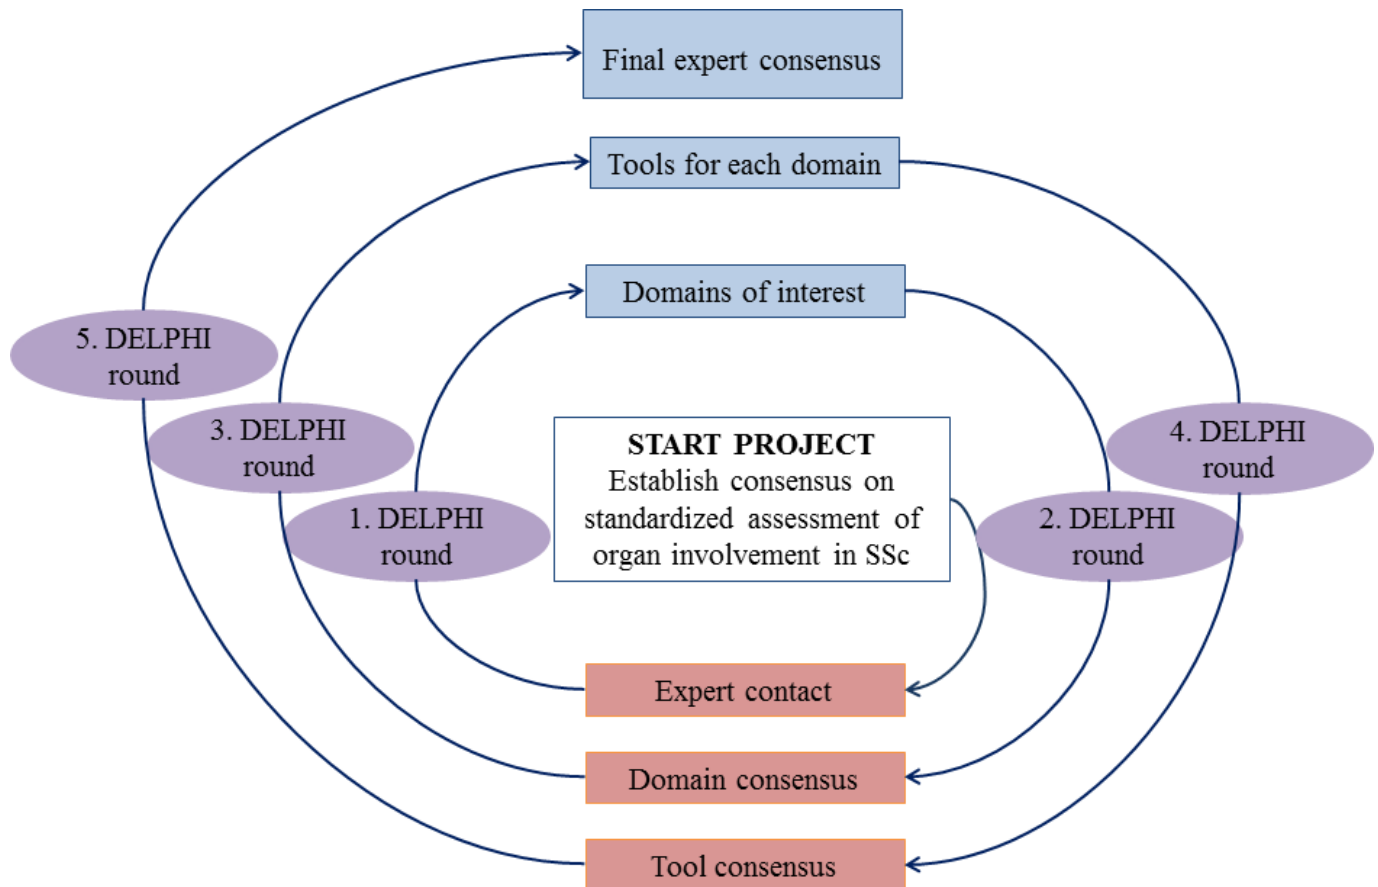 Final expert consensus
Tools for each domain
Domains of interest
5. DELPHI
round
3. DELPHI
round
1. DELPHI
round
START PROJECT
Establish consensus on
standardized assessment of
organ involvement in SSc
4. DELPHI
round
2. DELPHI
round
Expert contact
Domain consensus
Tool consensus